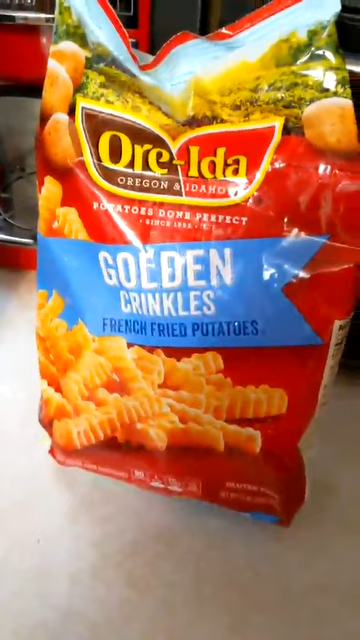 Ore-Ida
OREGON & IDAHO
POTATOES DONE PERFECT
GOLDEN
CRINKLES
FRENCH FRIED POTATOES